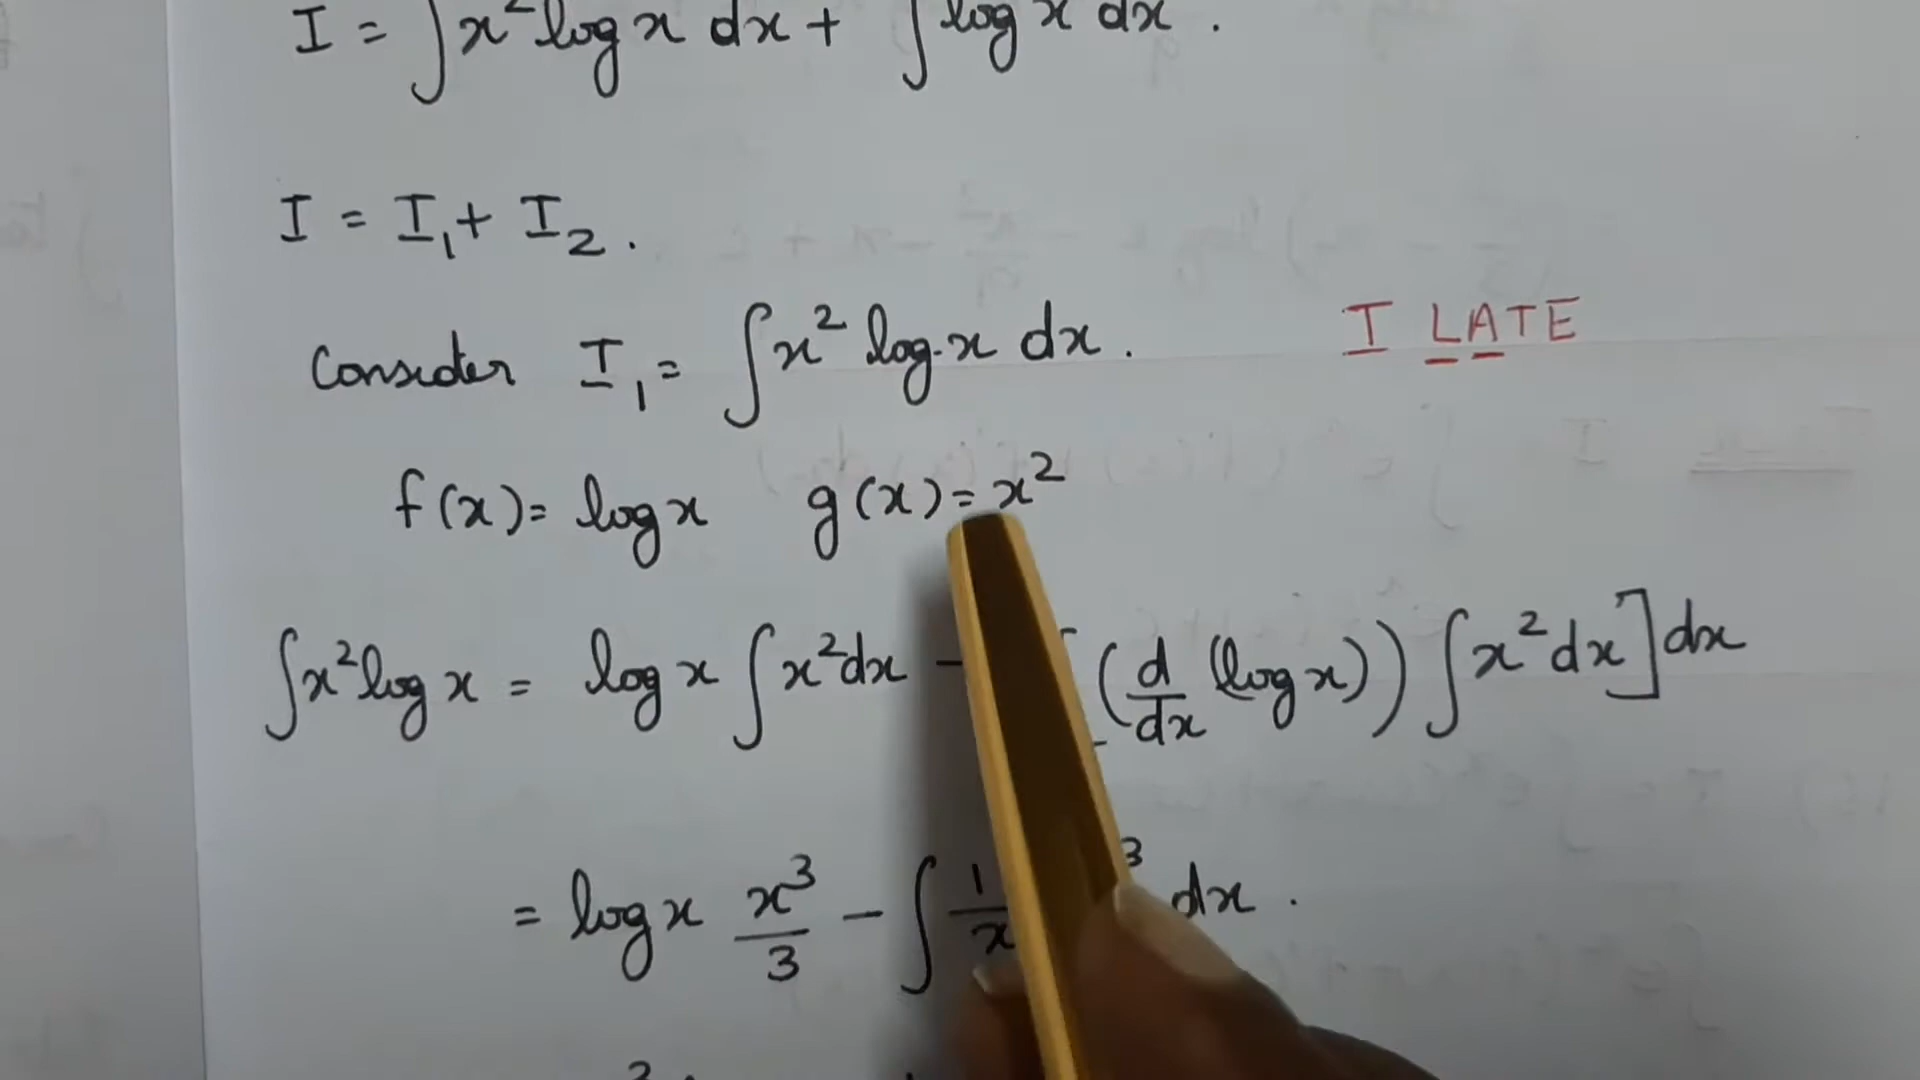 I = ∫x² log x dx + ∫log x dx .
I = I₁ + I₂ .
Consider I₁ = ∫x² log x dx . I LATE
f(x) = log x g(x) = x²
∫x² log x = log x ∫x² dx − (d/dx (log x)) ∫x² dx] dx
= log x x³/3 − ∫ 1/x ³ dx .